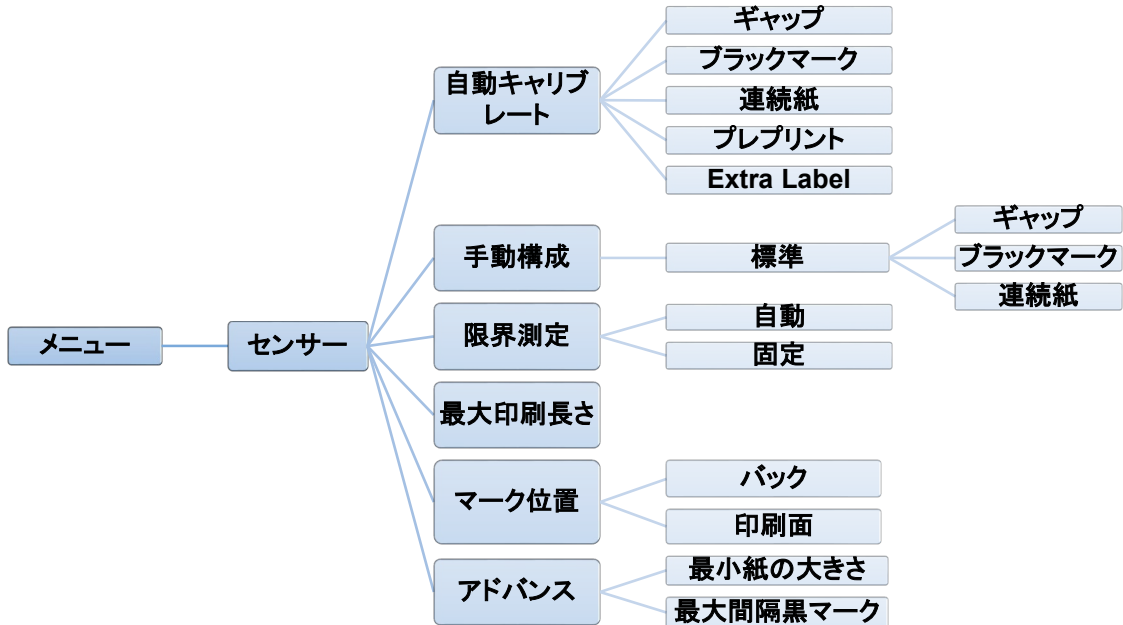 メニュー
センサー
自動キャリブ
レート
ギャップ
ブラックマーク
連続紙
プレプリント
Extra Label
手動構成
標準
ギャップ
ブラックマーク
連続紙
限界測定
自動
固定
最大印刷長さ
マーク位置
バック
印刷面
アドバンス
最小紙の大きさ
最大間隔黒マーク